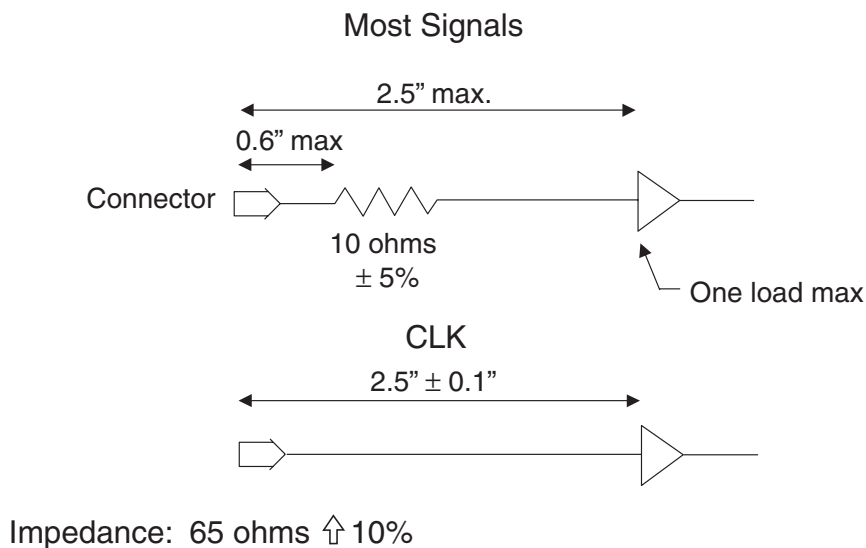 Most Signals
2.5” max.
0.6” max
Connector
10 ohms
± 5%
One load max
CLK
2.5” ± 0.1”
Impedance: 65 ohms ⇧ 10%